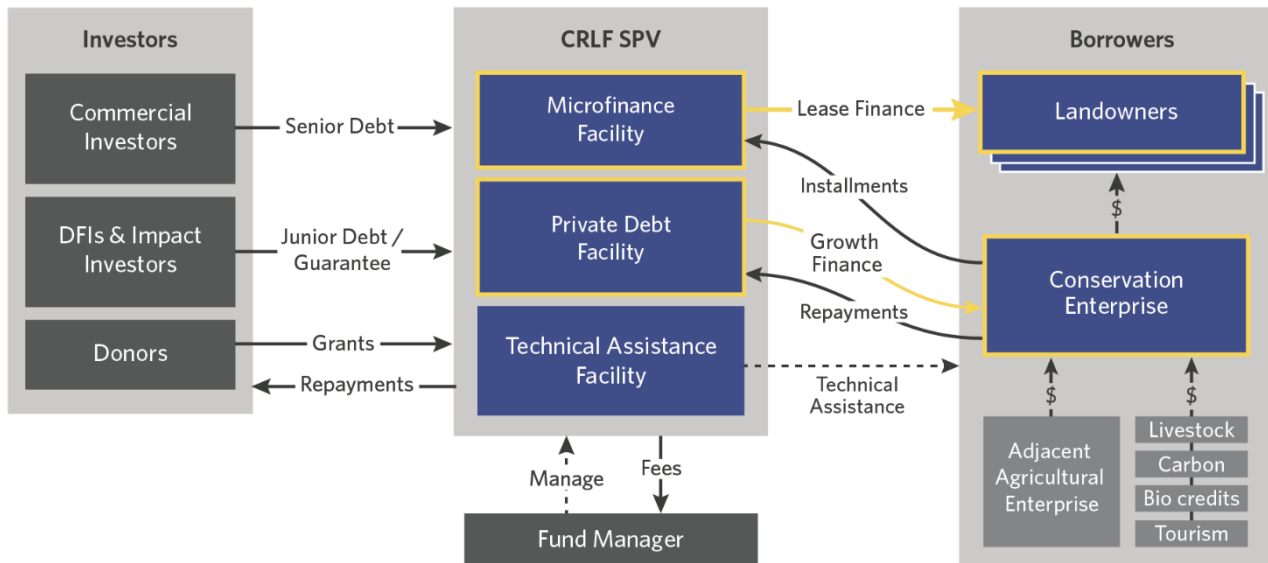 Investors
Commercial
Investors
DFIs & Impact
Investors
Donors
Senior Debt
Junior Debt /
Guarantee
Grants
Repayments
CRLF SPV
Microfinance
Facility
Private Debt
Facility
Technical Assistance
Facility
Manage
Fees
Fund Manager
Lease Finance
Installments
Growth
Finance
Repayments
Technical
Assistance
Borrowers
Landowners
$
Conservation
Enterprise
$
$
Adjacent
Agricultural
Enterprise
Livestock
Carbon
Bio credits
Tourism